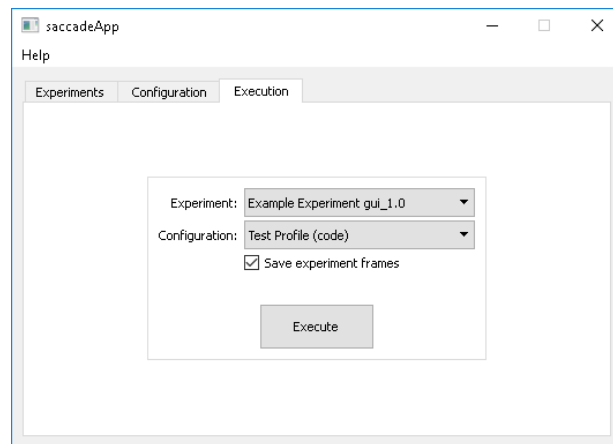 saccadeApp
Help
Experiments Configuration Execution
Experiment: Example Experiment gui_1.0
Configuration: Test Profile (code)
Save experiment frames
Execute